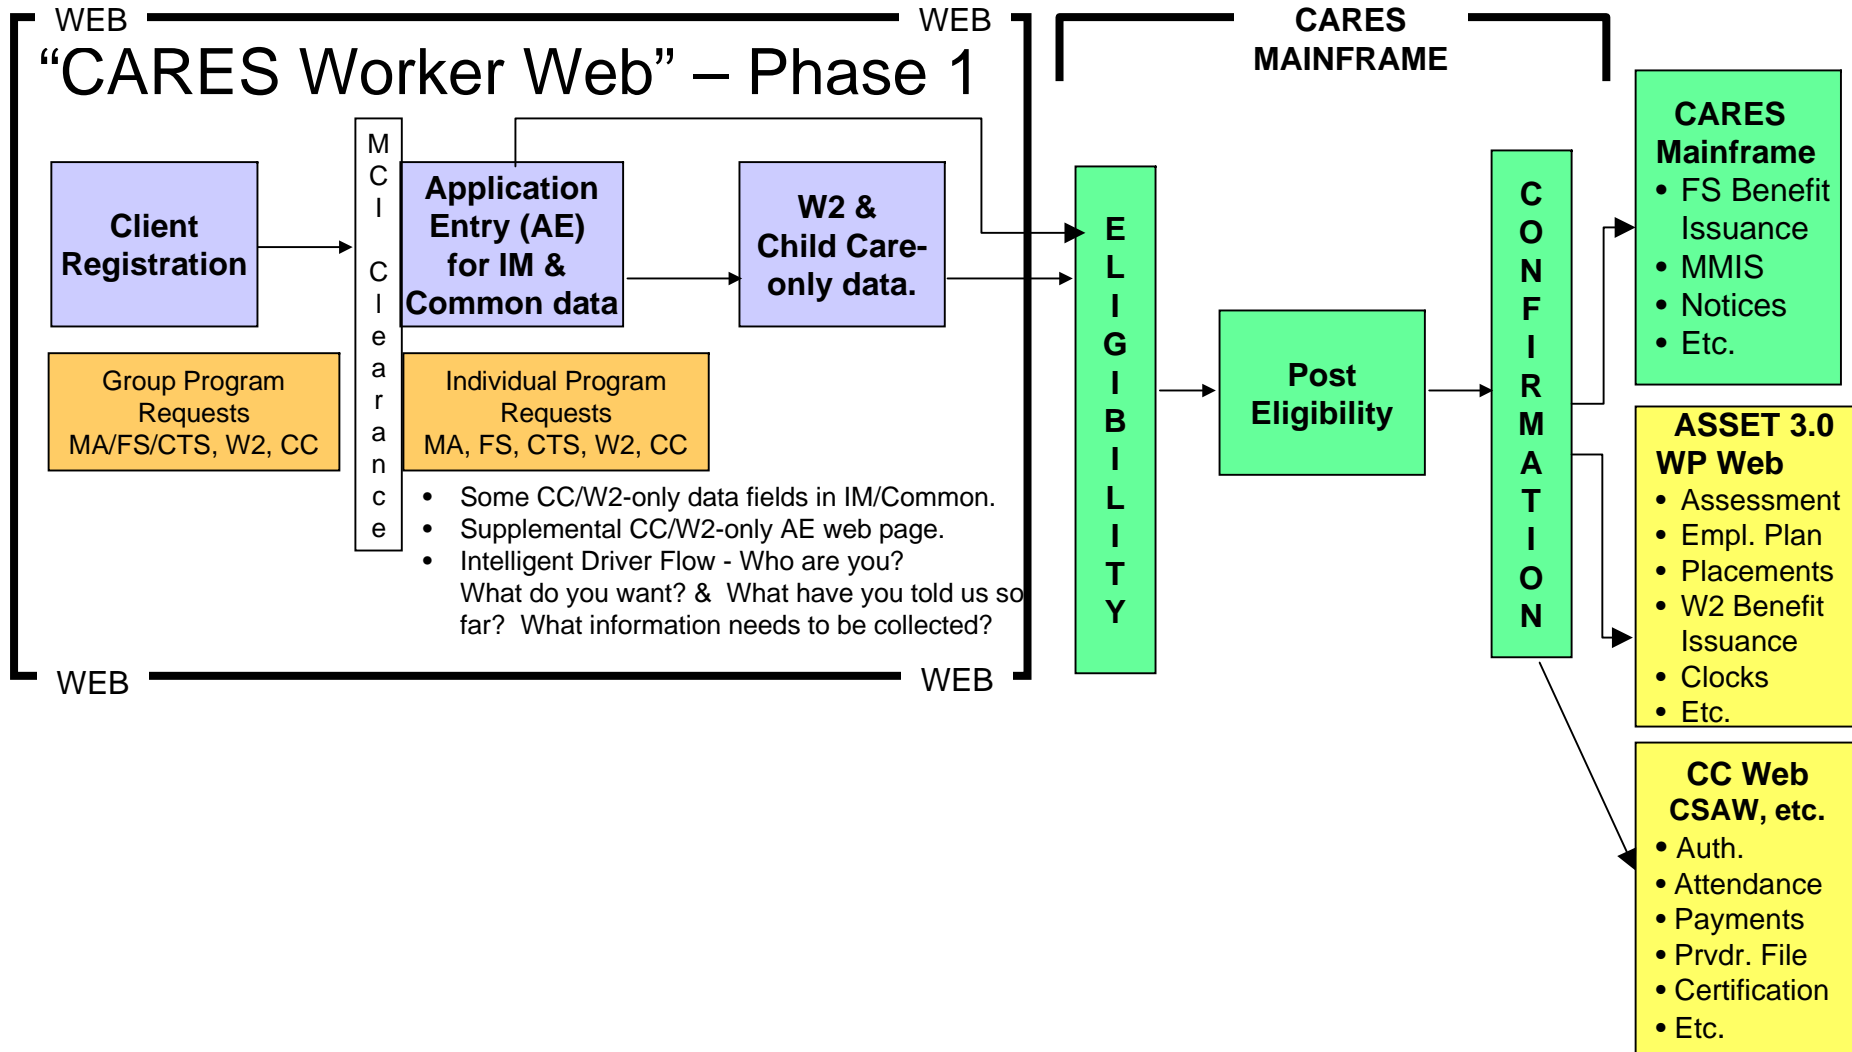 WEB
WEB
“CARES Worker Web” – Phase 1
Client
Registration
MCI Clearance
Application
Entry (AE)
for IM &
Common data
W2 &
Child Care-
only data.
Group Program
Requests
MA/FS/CTS, W2, CC
Individual Program
Requests
MA, FS, CTS, W2, CC
• Some CC/W2-only data fields in IM/Common.
• Supplemental CC/W2-only AE web page.
• Intelligent Driver Flow - Who are you?
What do you want? & What have you told us so
far? What information needs to be collected?
WEB
WEB
CARES
MAINFRAME
ELIGIBILITY
Post
Eligibility
CONFIRMATION
CARES
Mainframe
• FS Benefit
Issuance
• MMIS
• Notices
• Etc.
ASSET 3.0
WP Web
• Assessment
• Empl. Plan
• Placements
• W2 Benefit
Issuance
• Clocks
• Etc.
CC Web
CSAW, etc.
• Auth.
• Attendance
• Payments
• Prvdr. File
• Certification
• Etc.